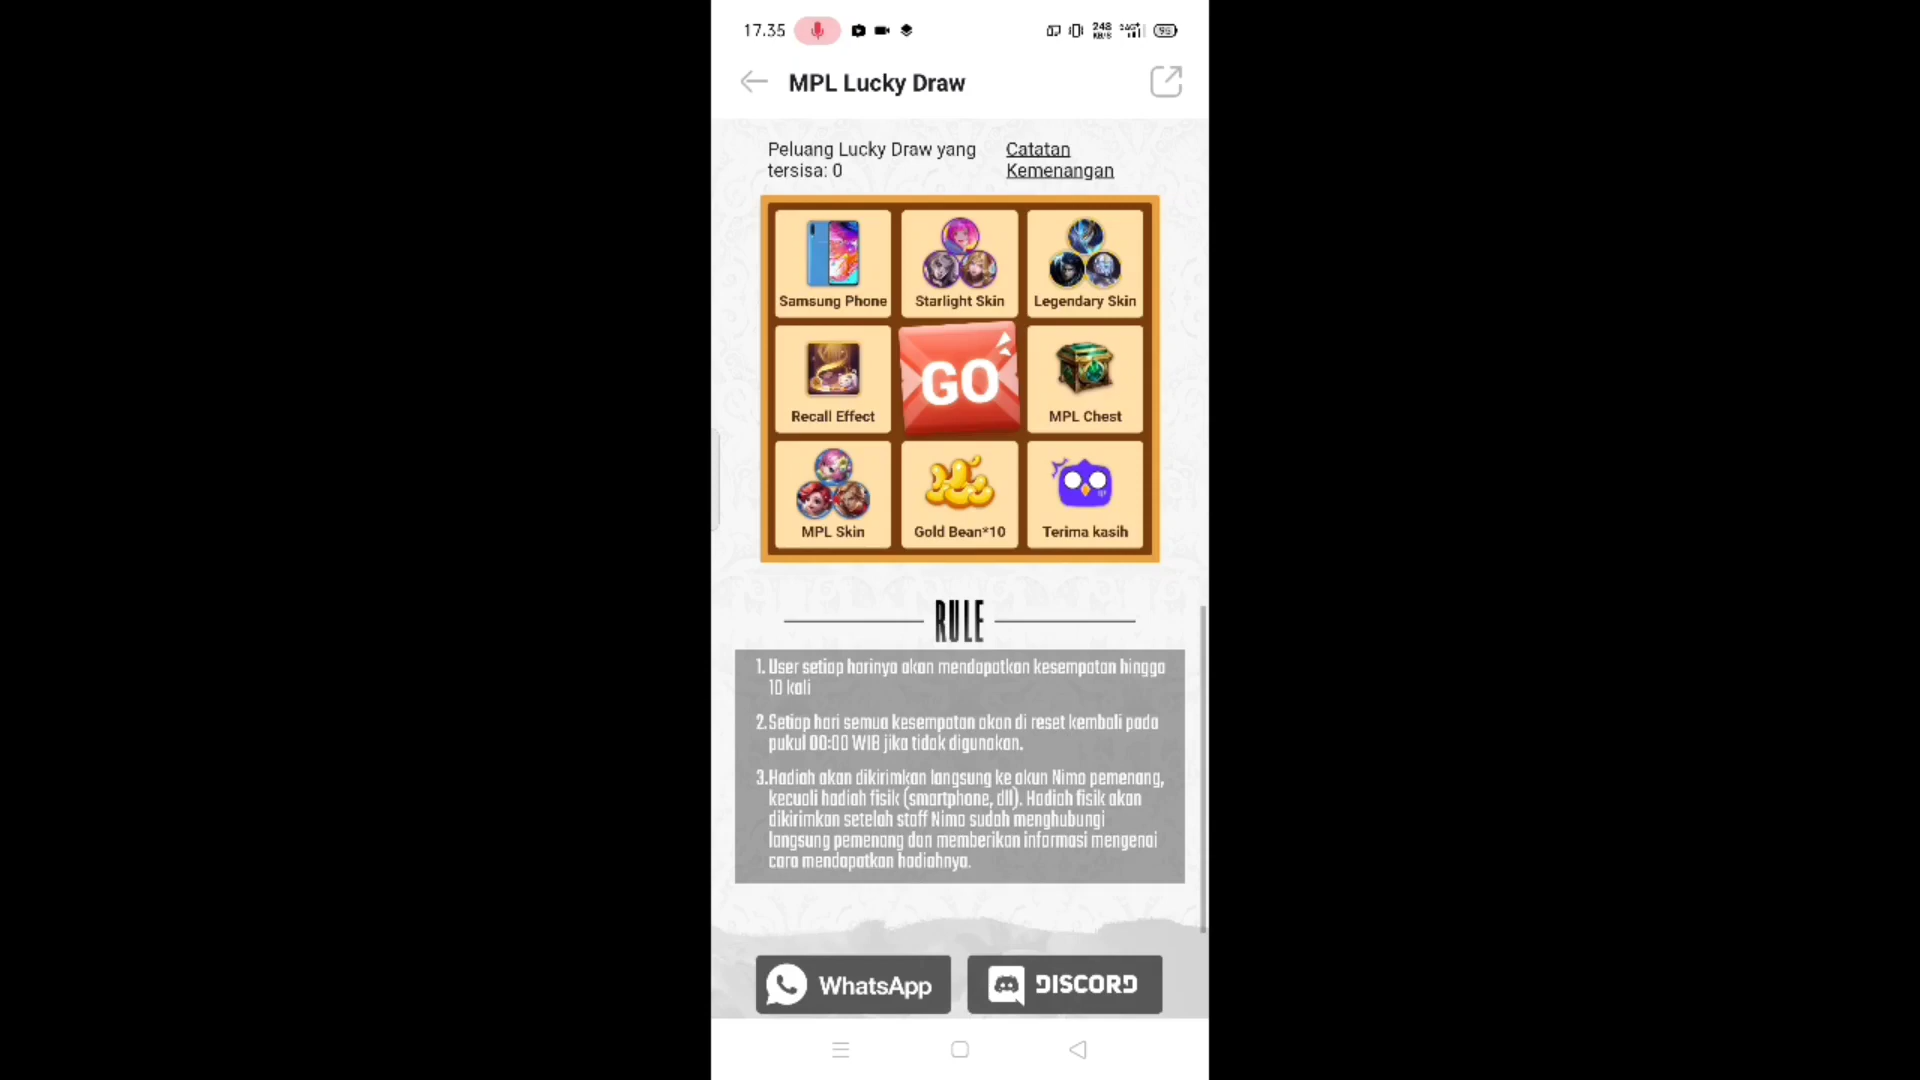 17.35
248
KB/S
MPL Lucky Draw
Peluang Lucky Draw yang
tersisa: 0
Catatan
Kemenangan
Samsung Phone
Starlight Skin
Legendary Skin
Recall Effect
GO
MPL Chest
MPL Skin
Gold Bean*10
Terima kasih
RULE
1. User setiap harinya akan mendapatkan kesempatan hingga
10 kali
2.Setiap hari semua kesempatan akan di reset kembali pada
pukul 00:00 WIB jika tidak digunakan.
3.Hadiah akan dikirimkan langsung ke akun Nimo pemenang,
kecuali hadiah fisik (smartphone, dll). Hadiah fisik akan
dikirimkan setelah staff Nimo sudah menghubungi
langsung pemenang dan memberikan informasi mengenai
cara mendapatkan hadiahnya.
WhatsApp
DISCORD